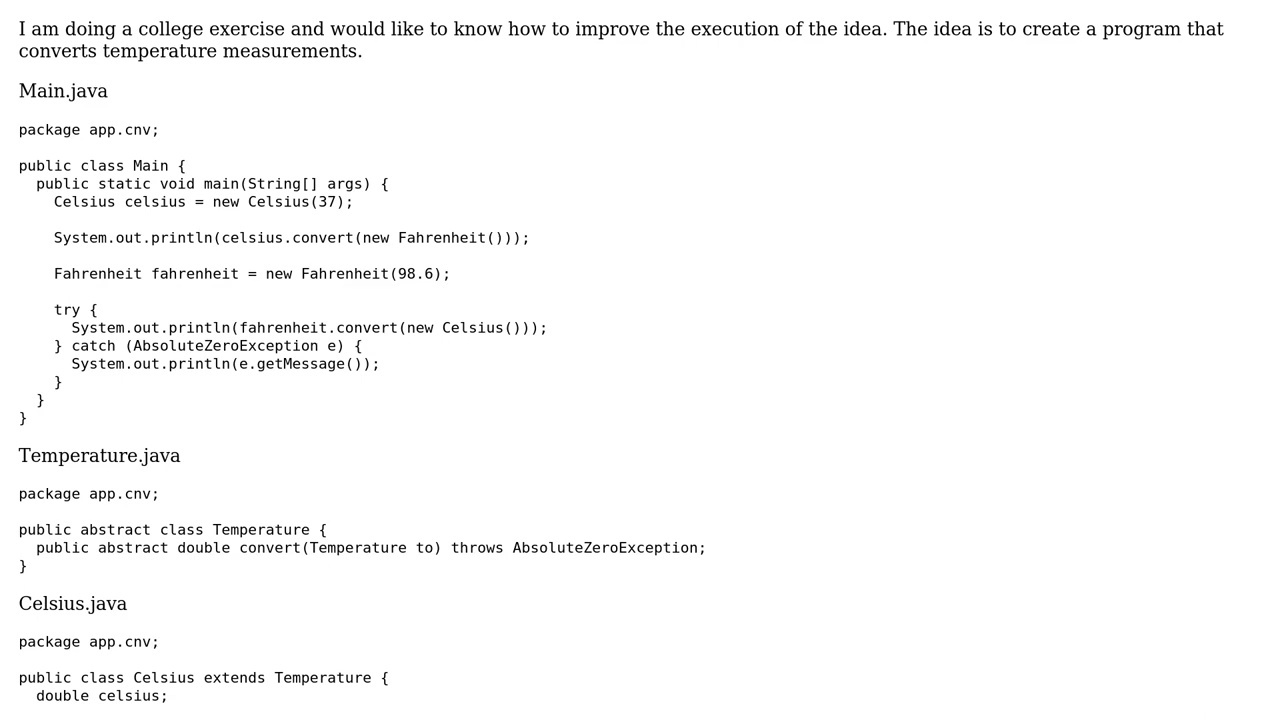 I am doing a college exercise and would like to know how to improve the execution of the idea. The idea is to create a program that
converts temperature measurements.
Main.java
package app.cnv;
public class Main {
  public static void main(String[] args) {
    Celsius celsius = new Celsius(37);
    System.out.println(celsius.convert(new Fahrenheit()));
    Fahrenheit fahrenheit = new Fahrenheit(98.6);
    try {
      System.out.println(fahrenheit.convert(new Celsius()));
    } catch (AbsoluteZeroException e) {
      System.out.println(e.getMessage());
    }
  }
}
Temperature.java
package app.cnv;
public abstract class Temperature {
  public abstract double convert(Temperature to) throws AbsoluteZeroException;
}
Celsius.java
package app.cnv;
public class Celsius extends Temperature {
  double celsius;